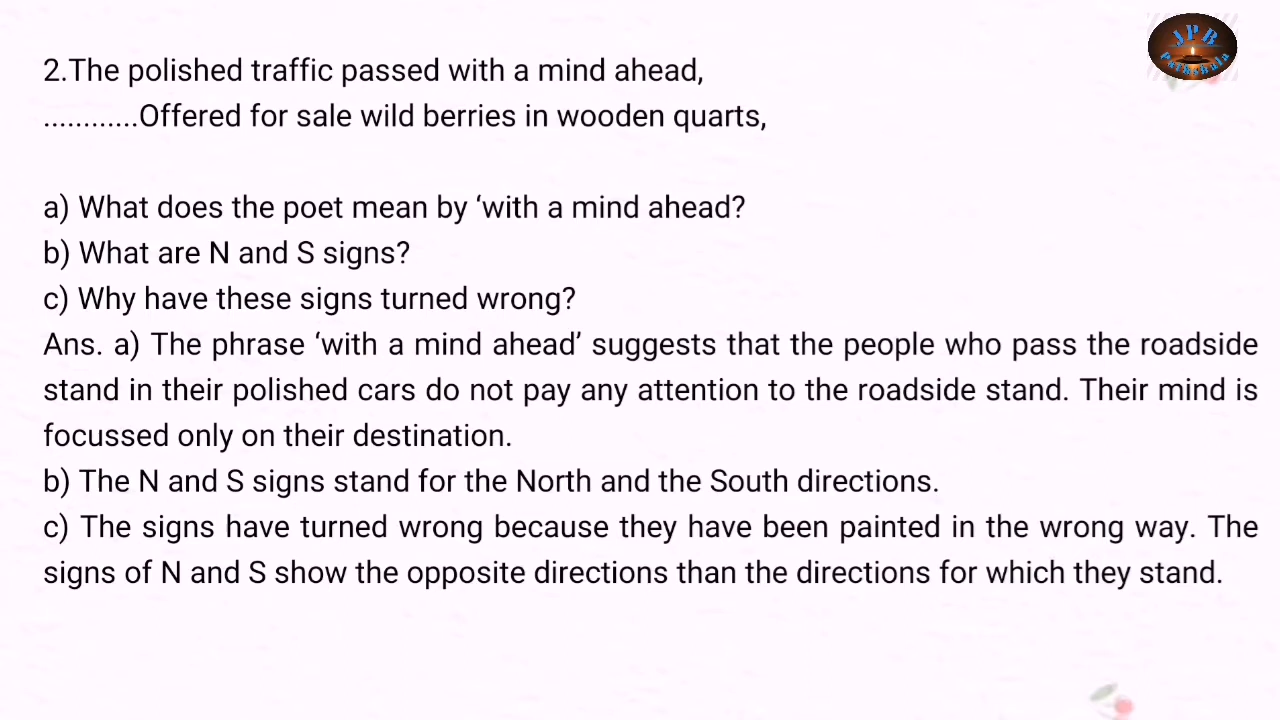 JPB
Pathshala
2.The polished traffic passed with a mind ahead,
............Offered for sale wild berries in wooden quarts,
a) What does the poet mean by ‘with a mind ahead?
b) What are N and S signs?
c) Why have these signs turned wrong?
Ans. a) The phrase ‘with a mind ahead’ suggests that the people who pass the roadside
stand in their polished cars do not pay any attention to the roadside stand. Their mind is
focussed only on their destination.
b) The N and S signs stand for the North and the South directions.
c) The signs have turned wrong because they have been painted in the wrong way. The
signs of N and S show the opposite directions than the directions for which they stand.